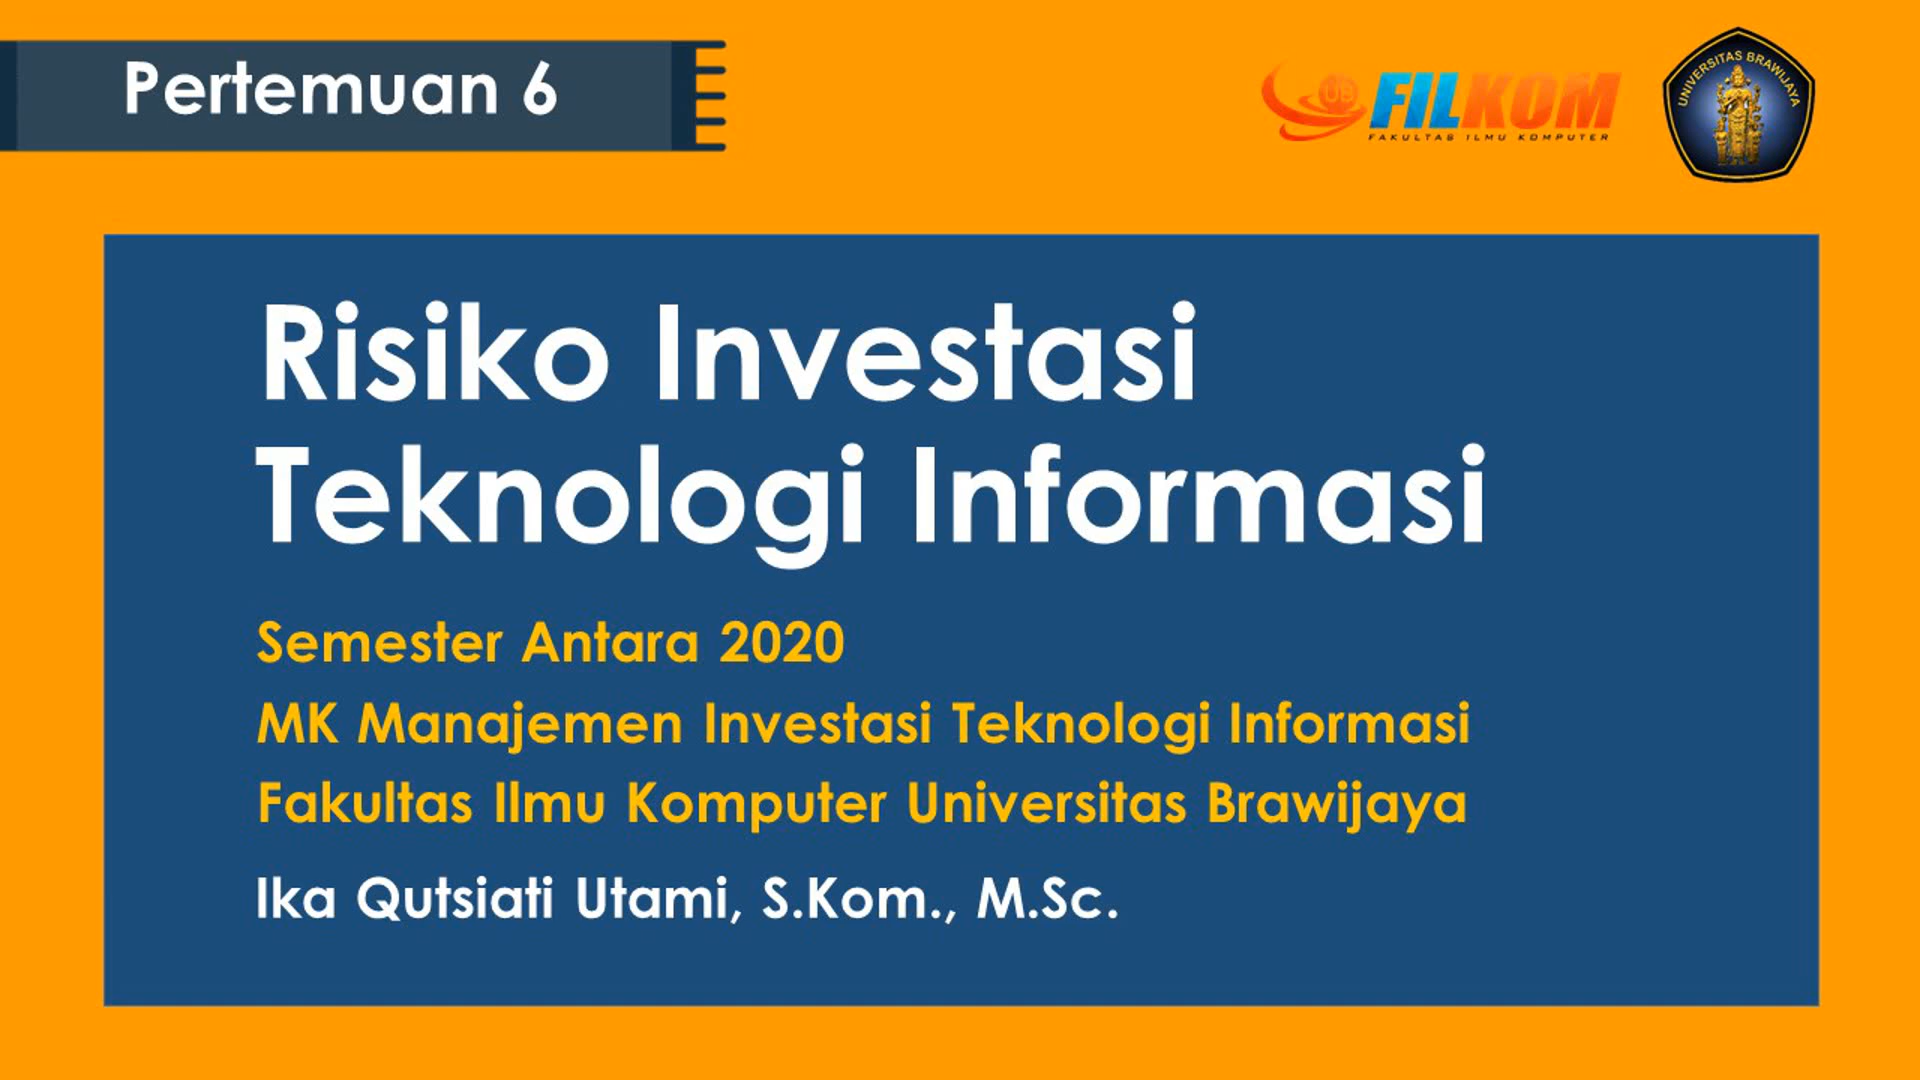 Pertemuan 6
UB FILKOM
FAKULTAS ILMU KOMPUTER
UNIVERSITAS BRAWIJAYA
Risiko Investasi
Teknologi Informasi
Semester Antara 2020
MK Manajemen Investasi Teknologi Informasi
Fakultas Ilmu Komputer Universitas Brawijaya
Ika Qutsiati Utami, S.Kom., M.Sc.